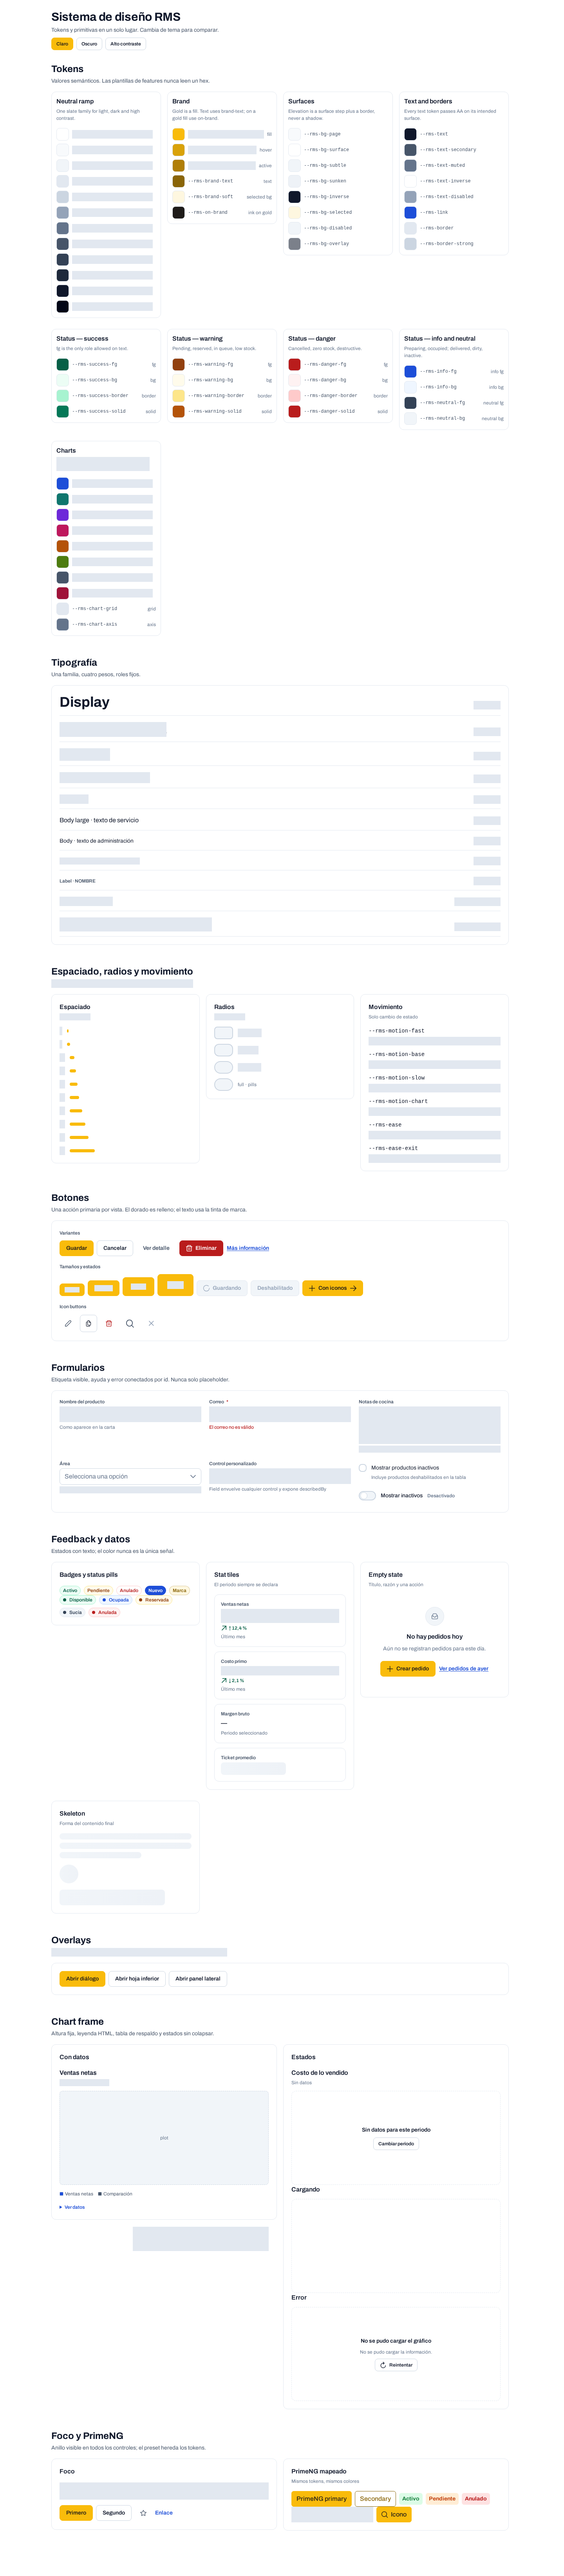 Sistema de diseño RMS
Tokens y primitivas en un solo lugar. Cambia de tema para comparar.
Claro
Oscuro
Alto contraste
Tokens
Valores semánticos. Las plantillas de features nunca leen un hex.
Neutral ramp
One slate family for light, dark and high
contrast.
Brand
Gold is a fill. Text uses brand-text; on a
gold fill use on-brand.
fill
hover
active
--rms-brand-text
text
--rms-brand-soft
selected bg
--rms-on-brand
ink on gold
Surfaces
Elevation is a surface step plus a border,
never a shadow.
--rms-bg-page
--rms-bg-surface
--rms-bg-subtle
--rms-bg-sunken
--rms-bg-inverse
--rms-bg-selected
--rms-bg-disabled
--rms-bg-overlay
Text and borders
Every text token passes AA on its intended
surface.
--rms-text
--rms-text-secondary
--rms-text-muted
--rms-text-inverse
--rms-text-disabled
--rms-link
--rms-border
--rms-border-strong
Status — success
fg is the only role allowed on text.
--rms-success-fg
fg
--rms-success-bg
bg
--rms-success-border
border
--rms-success-solid
solid
Status — warning
Pending, reserved, in queue, low stock.
--rms-warning-fg
fg
--rms-warning-bg
bg
--rms-warning-border
border
--rms-warning-solid
solid
Status — danger
Cancelled, zero stock, destructive.
--rms-danger-fg
fg
--rms-danger-bg
bg
--rms-danger-border
border
--rms-danger-solid
solid
Status — info and neutral
Preparing, occupied; delivered, dirty,
inactive.
--rms-info-fg
info fg
--rms-info-bg
info bg
--rms-neutral-fg
neutral fg
--rms-neutral-bg
neutral bg
Charts
--rms-chart-grid
grid
--rms-chart-axis
axis
Tipografía
Una familia, cuatro pesos, roles fijos.
Display
Body large · texto de servicio
Body · texto de administración
Label · NOMBRE
Espaciado, radios y movimiento
Espaciado
Radios
full · pills
Movimiento
Solo cambio de estado
--rms-motion-fast
--rms-motion-base
--rms-motion-slow
--rms-motion-chart
--rms-ease
--rms-ease-exit
Botones
Una acción primaria por vista. El dorado es relleno; el texto usa la tinta de marca.
Variantes
Guardar
Cancelar
Ver detalle
Eliminar
Más información
Tamaños y estados
Guardando
Deshabilitado
Con iconos
Icon buttons
Formularios
Etiqueta visible, ayuda y error conectados por id. Nunca solo placeholder.
Nombre del producto
Como aparece en la carta
Correo *
El correo no es válido
Notas de cocina
Área
Selecciona una opción
Control personalizado
Field envuelve cualquier control y expone describedBy
Mostrar productos inactivos
Incluye productos deshabilitados en la tabla
Mostrar inactivos Desactivado
Feedback y datos
Estados con texto; el color nunca es la única señal.
Badges y status pills
Activo
Pendiente
Anulado
Nuevo
Marca
Disponible
Ocupada
Reservada
Sucia
Anulada
Stat tiles
El periodo siempre se declara
Ventas netas
↑ 12,4 %
Último mes
Costo primo
↓ 2,1 %
Último mes
Margen bruto
—
Periodo seleccionado
Ticket promedio
Empty state
Título, razón y una acción
No hay pedidos hoy
Aún no se registran pedidos para este día.
Crear pedido
Ver pedidos de ayer
Skeleton
Forma del contenido final
Overlays
Abrir diálogo
Abrir hoja inferior
Abrir panel lateral
Chart frame
Altura fija, leyenda HTML, tabla de respaldo y estados sin colapsar.
Con datos
Ventas netas
plot
Ventas netas
Comparación
Ver datos
Estados
Costo de lo vendido
Sin datos
Sin datos para este periodo
Cambiar periodo
Cargando
Error
No se pudo cargar el gráfico
No se pudo cargar la información.
Reintentar
Foco y PrimeNG
Anillo visible en todos los controles; el preset hereda los tokens.
Foco
Primero
Segundo
Enlace
PrimeNG mapeado
Mismos tokens, mismos colores
PrimeNG primary
Secondary
Activo
Pendiente
Anulado
Icono